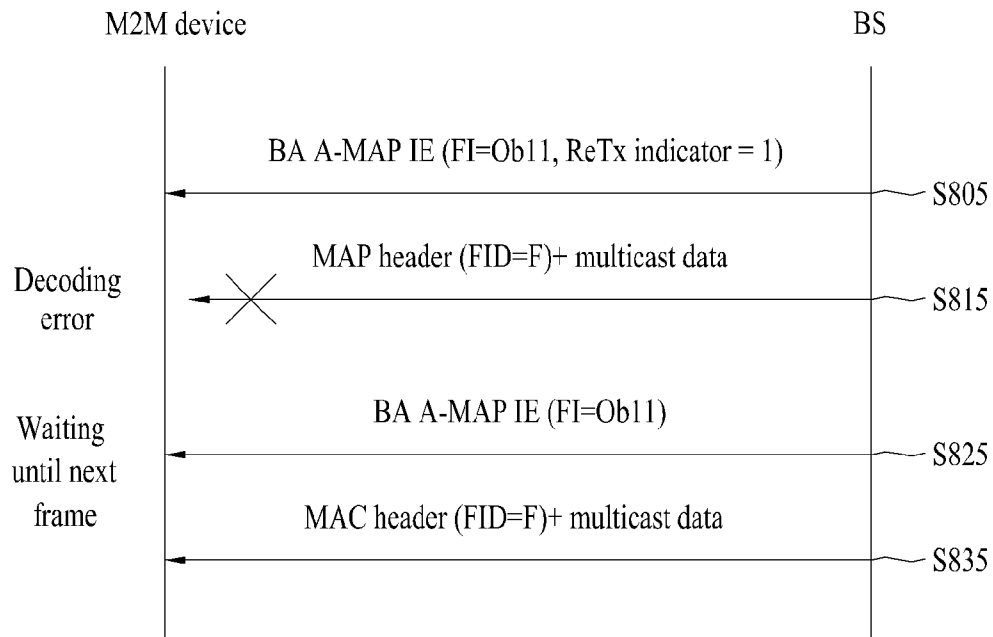 M2M device
BS
BA A-MAP IE (FI=Ob11, ReTx indicator = 1)
S805
MAP header (FID=F)+ multicast data
Decoding
error
S815
BA A-MAP IE (FI=Ob11)
Waiting
until next
frame
S825
MAC header (FID=F)+ multicast data
S835